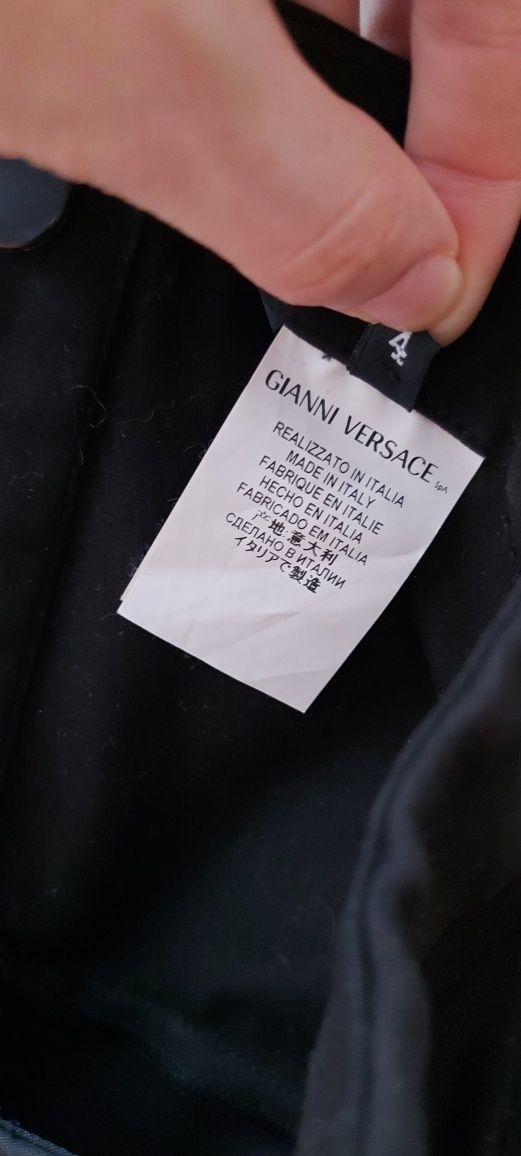 4
GIANNI VERSACE SpA
REALIZZATO IN ITALIA
MADE IN ITALY
FABRIQUE EN ITALIE
HECHO EN ITALIA
FABRICADO EM ITALIA
产地:意大利
СДЕЛАНО В ИТАЛИИ
イタリアで製造